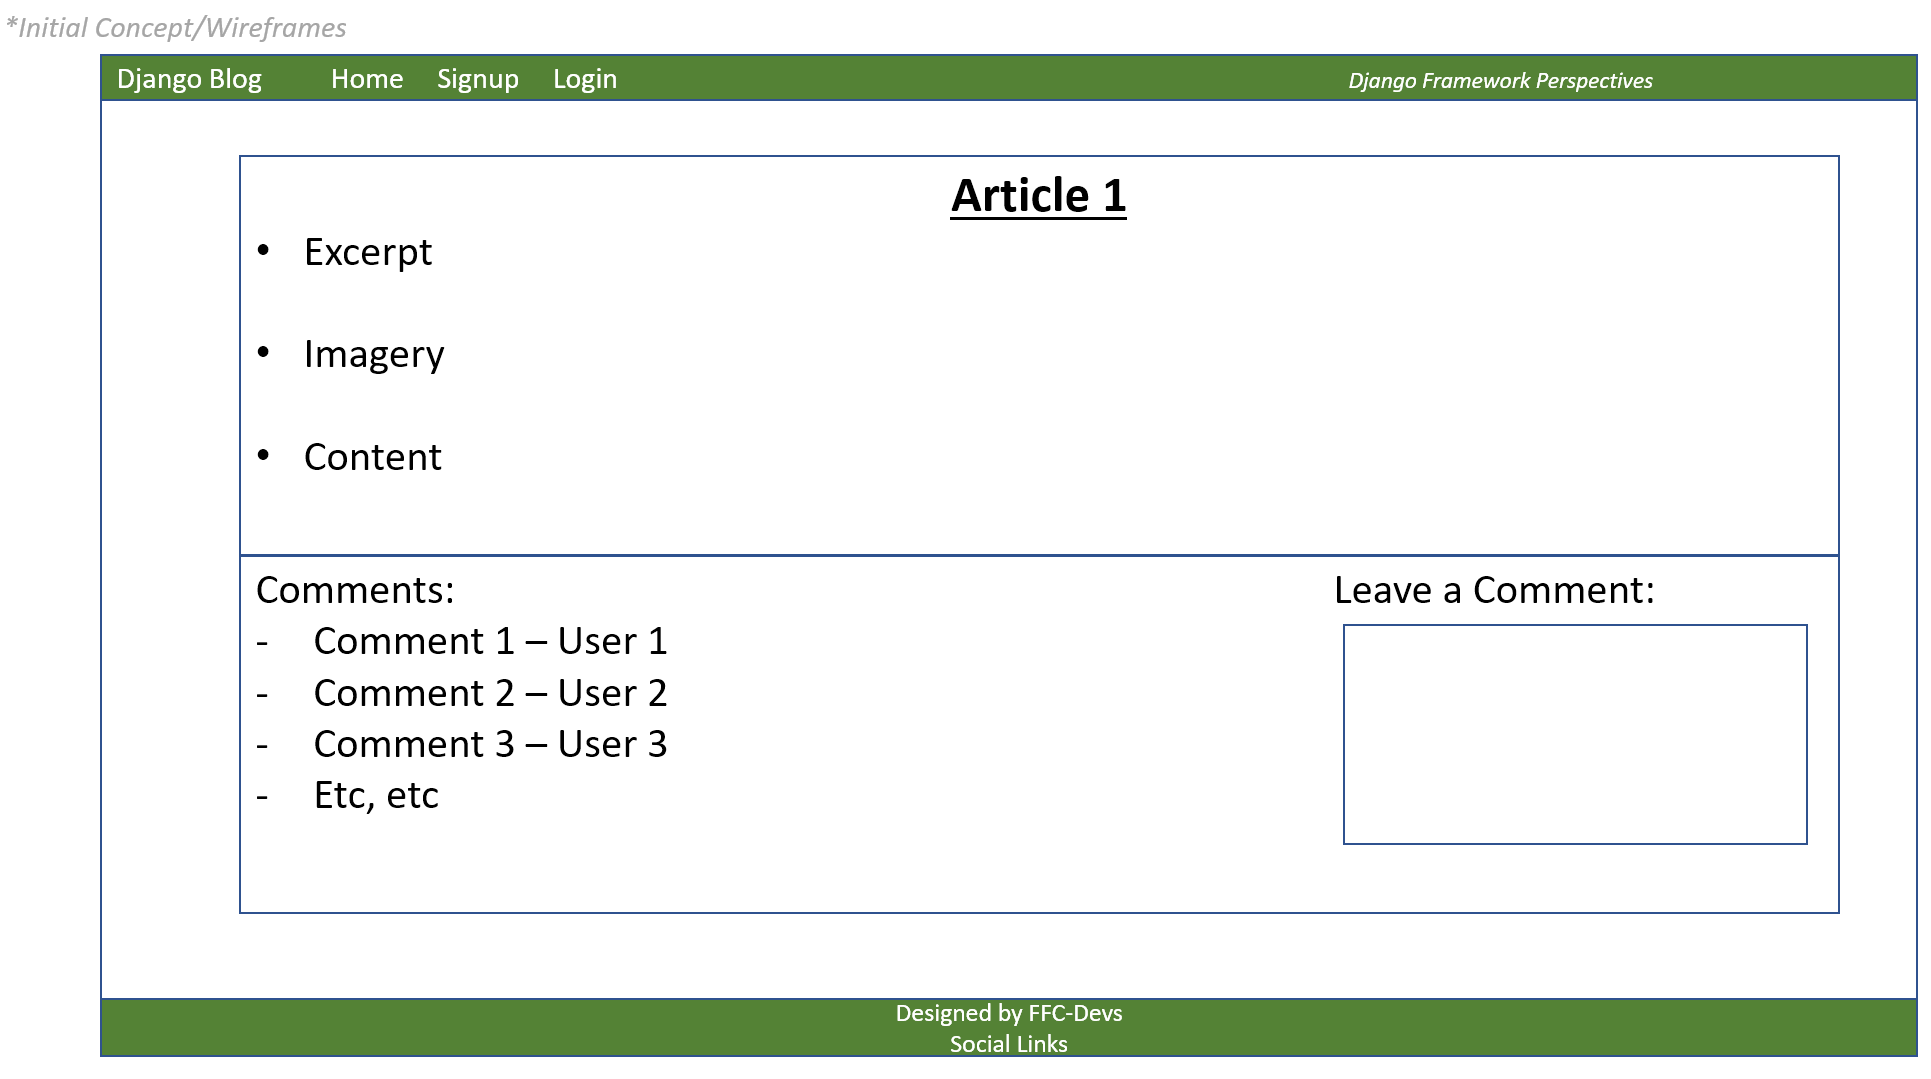 *Initial Concept/Wireframes
Django Blog Home Signup Login Django Framework Perspectives
Article 1
• Excerpt
• Imagery
• Content
Comments:
- Comment 1 – User 1
- Comment 2 – User 2
- Comment 3 – User 3
- Etc, etc
Leave a Comment:
Designed by FFC-Devs
Social Links